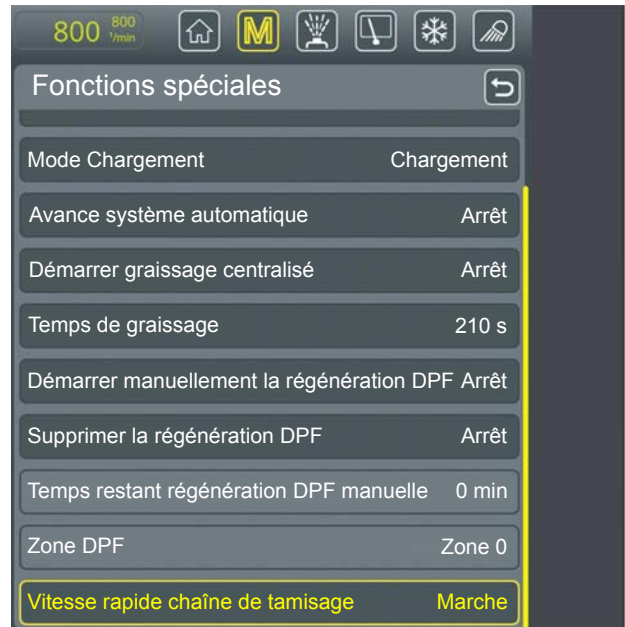 800 800 1/min M
Fonctions spéciales
Mode Chargement Chargement
Avance système automatique Arrêt
Démarrer graissage centralisé Arrêt
Temps de graissage 210 s
Démarrer manuellement la régénération DPF Arrêt
Supprimer la régénération DPF Arrêt
Temps restant régénération DPF manuelle 0 min
Zone DPF Zone 0
Vitesse rapide chaîne de tamisage Marche